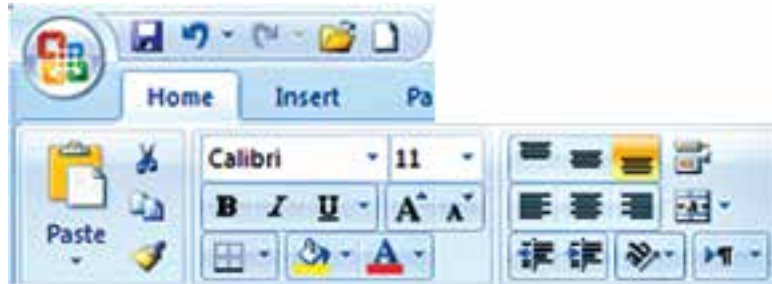 Home Insert Pa
Calibri 11
B I U A A
Paste
A